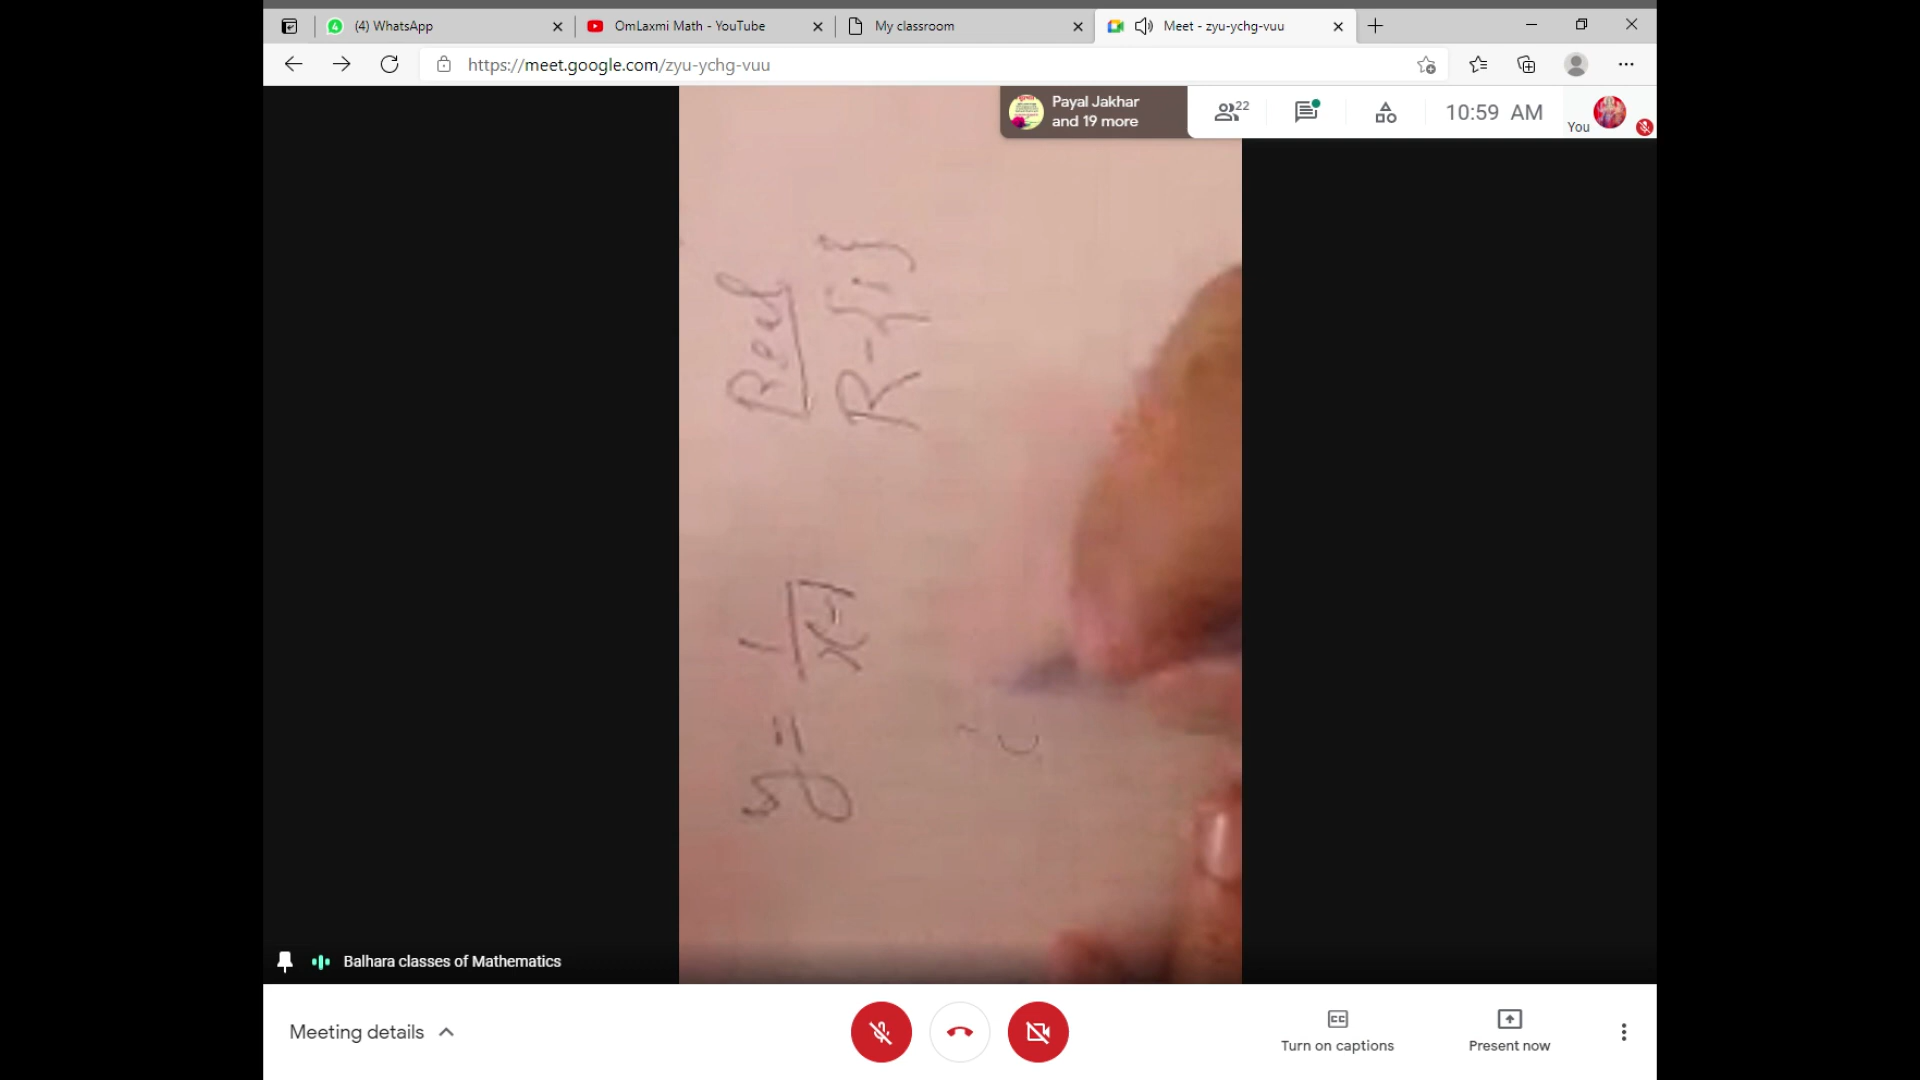 (4) WhatsApp
OmLaxmi Math - YouTube
My classroom
Meet - zyu-ychg-vuu
https://meet.google.com/zyu-ychg-vuu
Payal Jakhar
and 19 more
22
10:59 AM
You
Real
R-{1}
y = 1/(x-1)
Balhara classes of Mathematics
Meeting details
Turn on captions
Present now